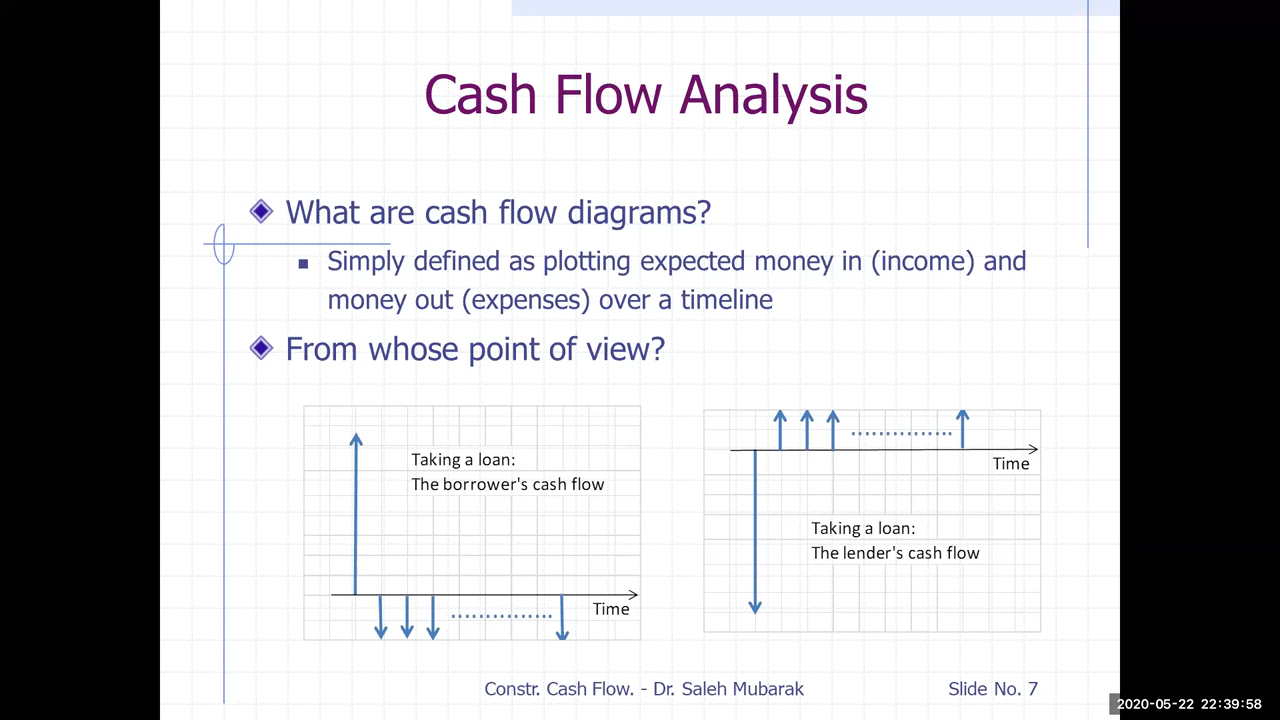 Cash Flow Analysis
What are cash flow diagrams?
Simply defined as plotting expected money in (income) and
money out (expenses) over a timeline
From whose point of view?
Taking a loan:
The borrower's cash flow
Time
Time
Taking a loan:
The lender's cash flow
Constr. Cash Flow. - Dr. Saleh Mubarak
Slide No. 7
2020-05-22 22:39:58